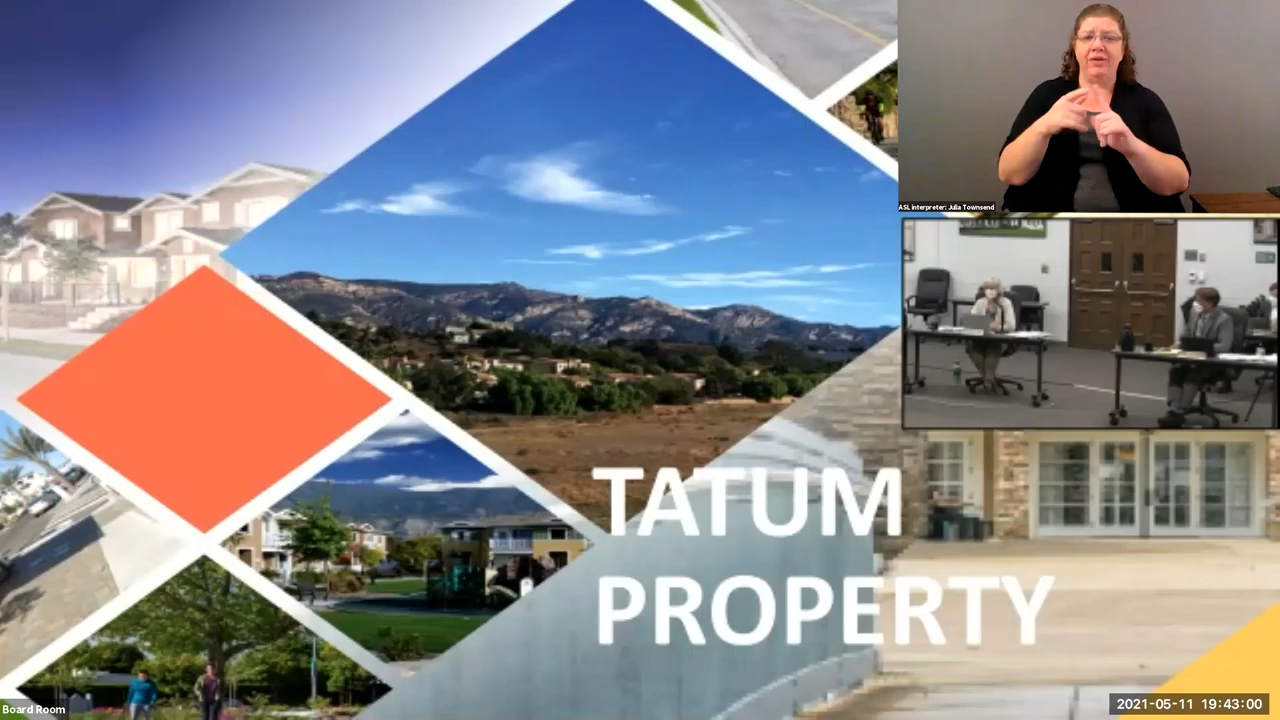 ASL interpreter: Julia Townsend
TATUM
PROPERTY
Board Room
2021-05-11 19:43:00